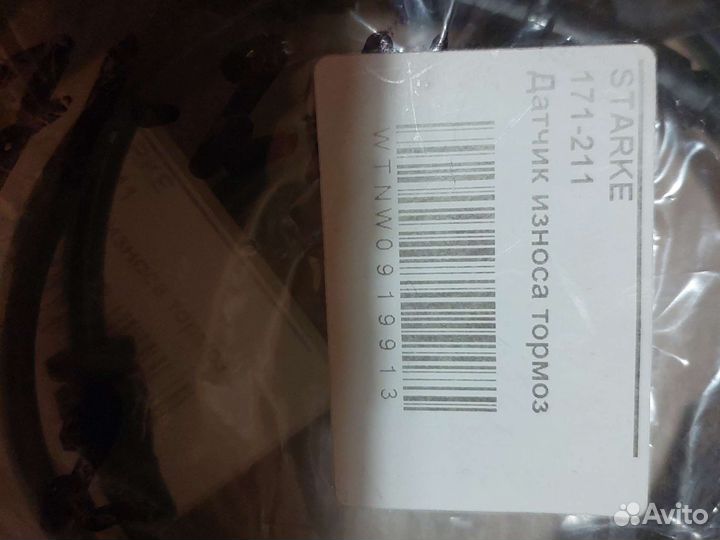 STARKE
171-211
Датчик износа тормоз
WTNW0919913
Avito